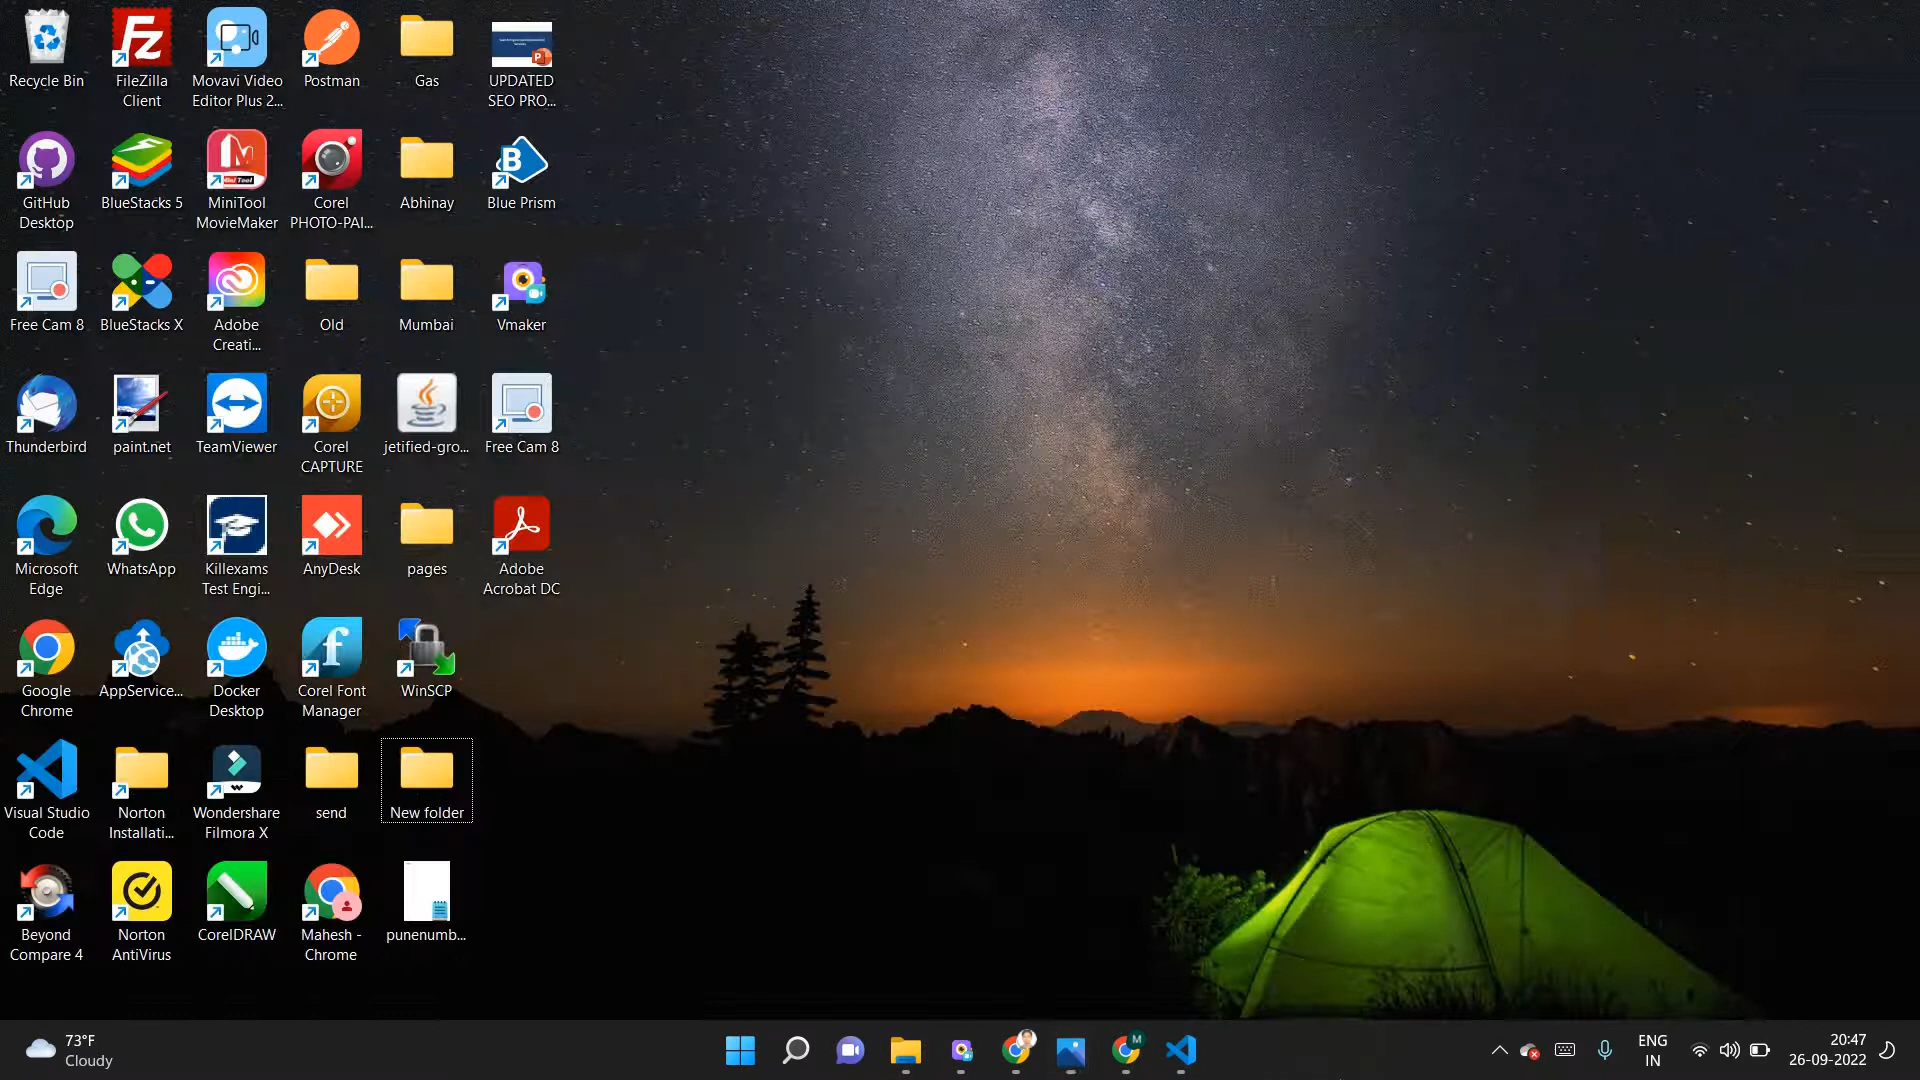 Recycle Bin
FileZilla
Client
Movavi Video
Editor Plus 2...
Postman
Gas
UPDATED
SEO PRO...
GitHub
Desktop
BlueStacks 5
MiniTool
MovieMaker
Corel
PHOTO-PAI...
Abhinay
Blue Prism
Free Cam 8
BlueStacks X
Adobe
Creati...
Old
Mumbai
Vmaker
Thunderbird
paint.net
TeamViewer
Corel
CAPTURE
jetified-gro...
Free Cam 8
Microsoft
Edge
WhatsApp
Killexams
Test Engi...
AnyDesk
pages
Adobe
Acrobat DC
Google
Chrome
AppService...
Docker
Desktop
Corel Font
Manager
WinSCP
Visual Studio
Code
Norton
Installati...
Wondershare
Filmora X
send
New folder
Beyond
Compare 4
Norton
AntiVirus
CorelDRAW
Mahesh -
Chrome
punenumb...
73°F
Cloudy
ENG
IN
20:47
26-09-2022